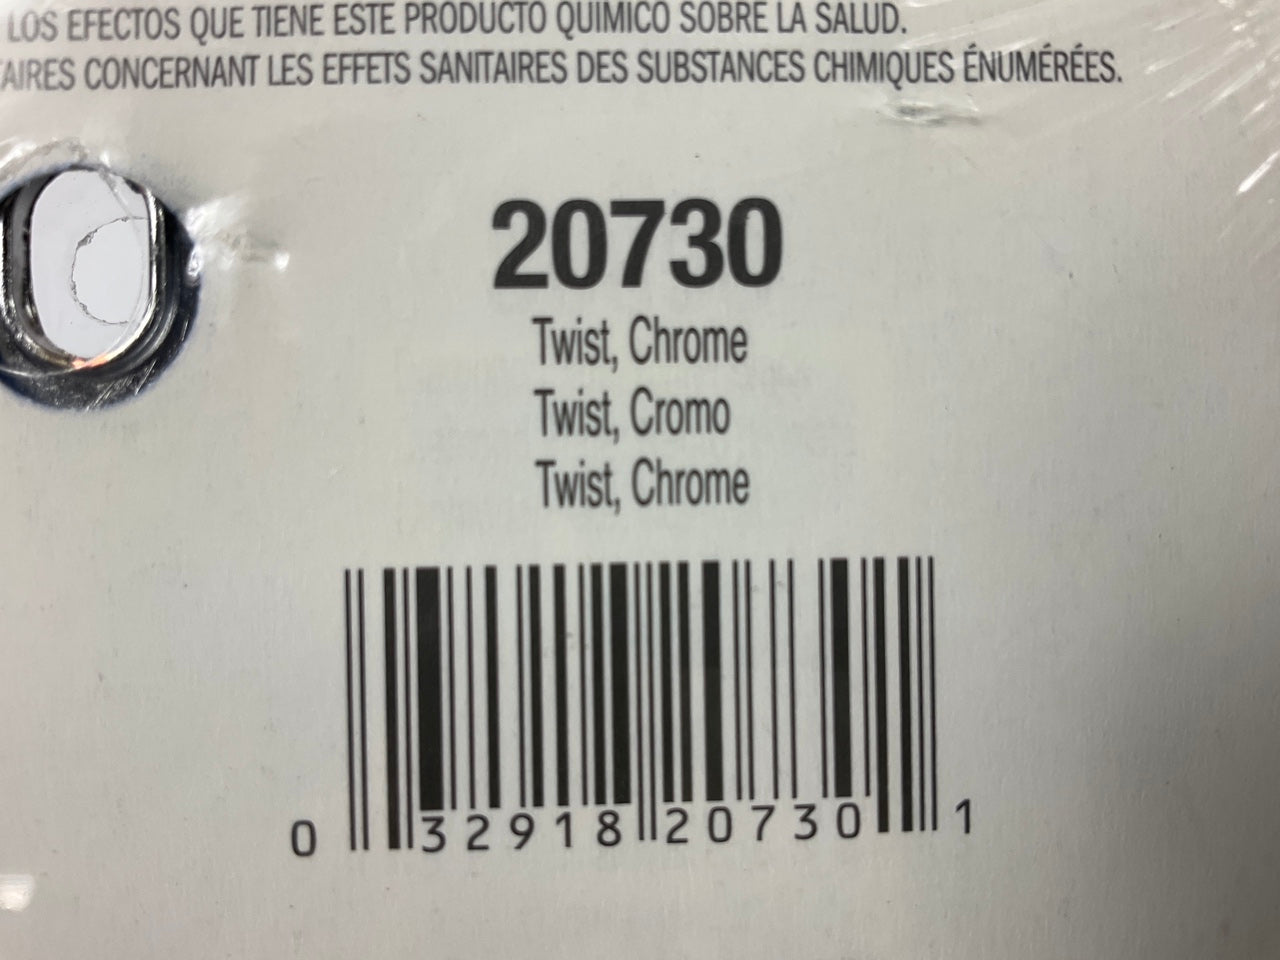 LOS EFECTOS QUE TIENE ESTE PRODUCTO QUIMICO SOBRE LA SALUD.
AIRES CONCERNANT LES EFFETS SANITAIRES DES SUBSTANCES CHIMIQUES ÉNUMÉRÉES.
20730
Twist, Chrome
Twist, Cromo
Twist, Chrome
0 32918 20730 1